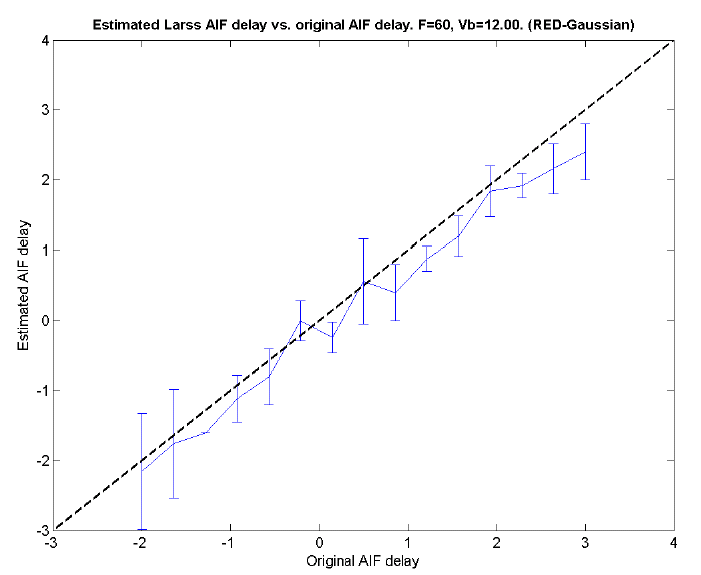 Estimated Larss AIF delay vs. original AIF delay. F=60, Vb=12.00. (RED-Gaussian)
4
3
2
1
0
-1
-2
-3
Estimated AIF delay
-3 -2 -1 0 1 2 3 4
Original AIF delay